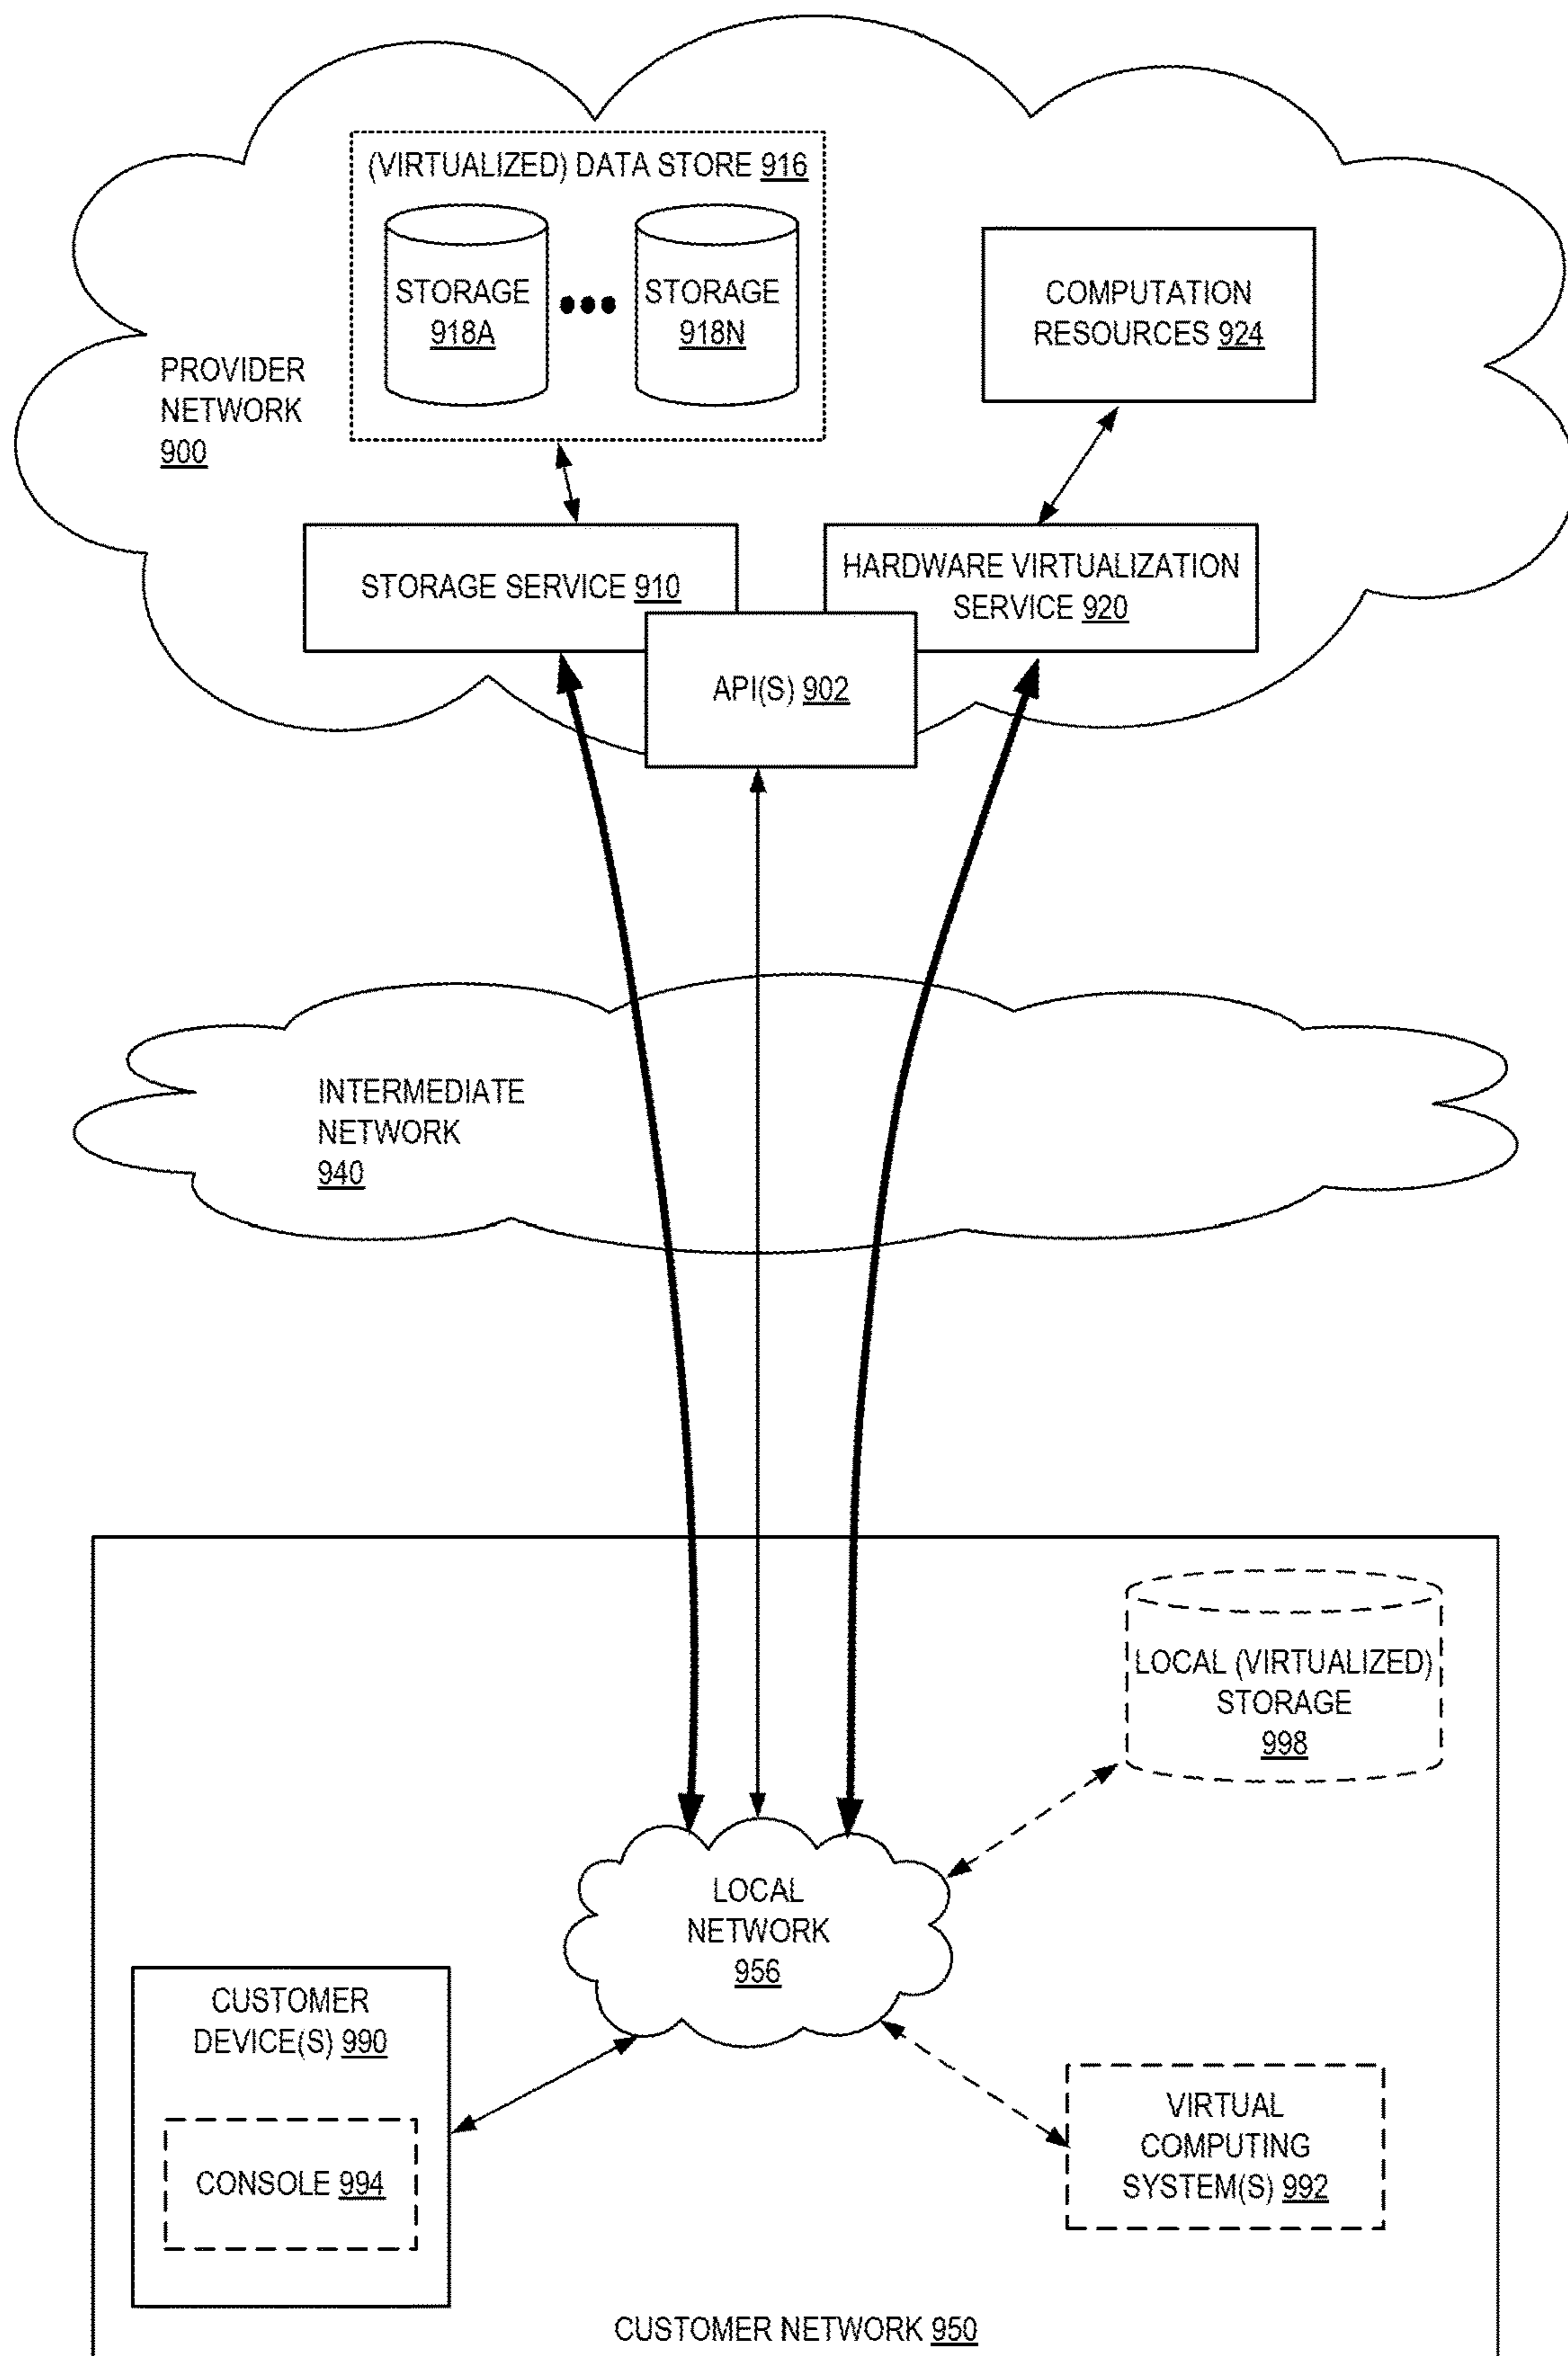 (VIRTUALIZED) DATA STORE 916
STORAGE
918A
STORAGE
918N
COMPUTATION
RESOURCES 924
PROVIDER
NETWORK
900
STORAGE SERVICE 910
HARDWARE VIRTUALIZATION
SERVICE 920
API(S) 902
INTERMEDIATE
NETWORK
940
LOCAL (VIRTUALIZED)
STORAGE
998
LOCAL
NETWORK
956
CUSTOMER
DEVICE(S) 990
CONSOLE 994
VIRTUAL
COMPUTING
SYSTEM(S) 992
CUSTOMER NETWORK 950